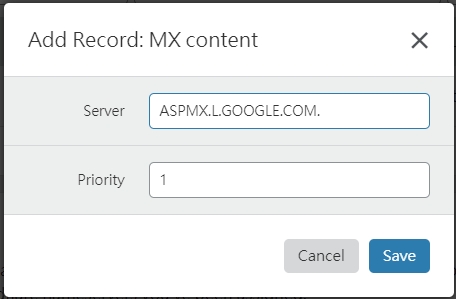 Add Record: MX content
Server
ASPMX.L.GOOGLE.COM.
Priority
1
Cancel
Save